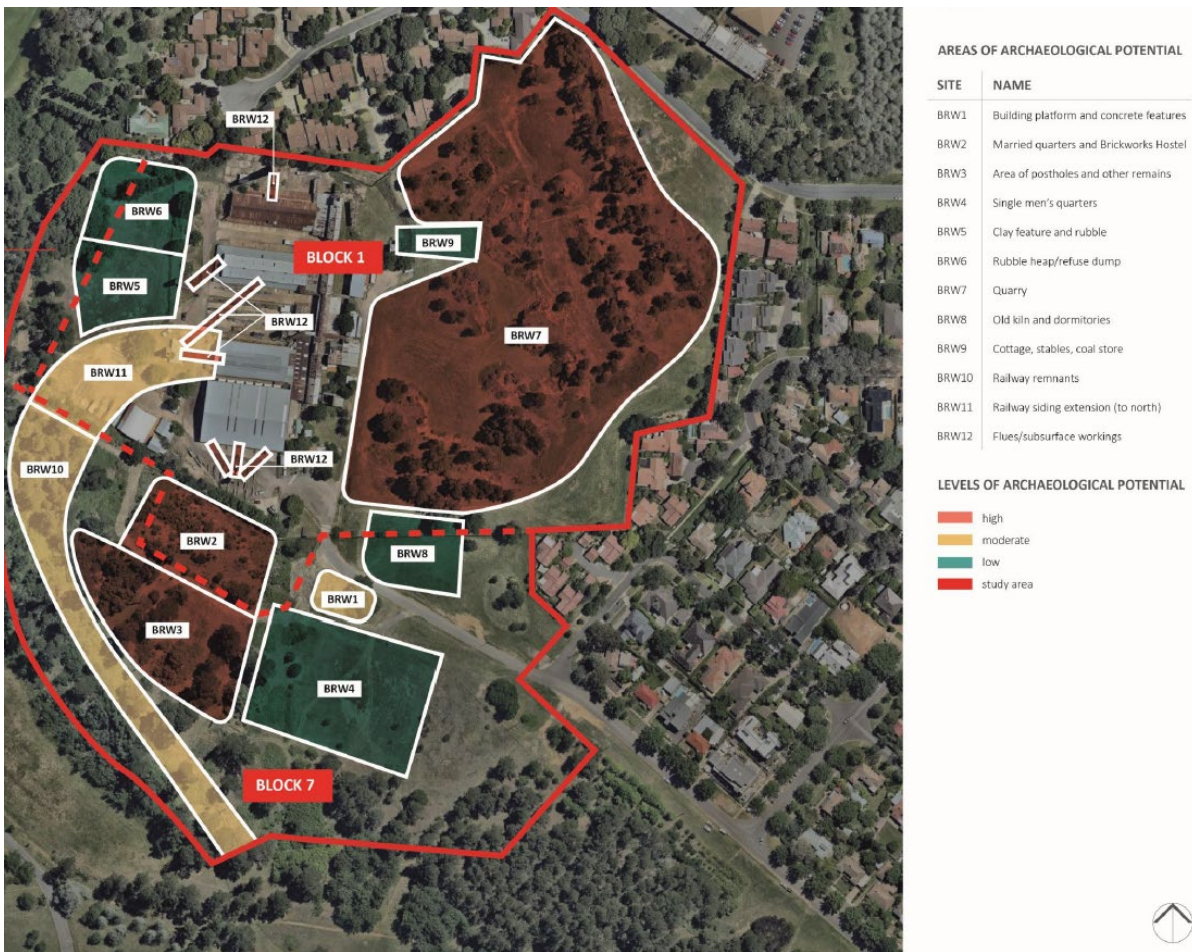 BRW12
BRW6
BLOCK 1
BRW9
BRW5
BRW12
BRW7
BRW11
BRW12
BRW10
BRW2
BRW8
BRW1
BRW3
BRW4
BLOCK 7
AREAS OF ARCHAEOLOGICAL POTENTIAL
SITE NAME
BRW1 Building platform and concrete features
BRW2 Married quarters and Brickworks Hostel
BRW3 Area of postholes and other remains
BRW4 Single men's quarters
BRW5 Clay feature and rubble
BRW6 Rubble heap/refuse dump
BRW7 Quarry
BRW8 Old kiln and dormitories
BRW9 Cottage, stables, coal store
BRW10 Railway remnants
BRW11 Railway siding extension (to north)
BRW12 Flues/subsurface workings
LEVELS OF ARCHAEOLOGICAL POTENTIAL
high
moderate
low
study area